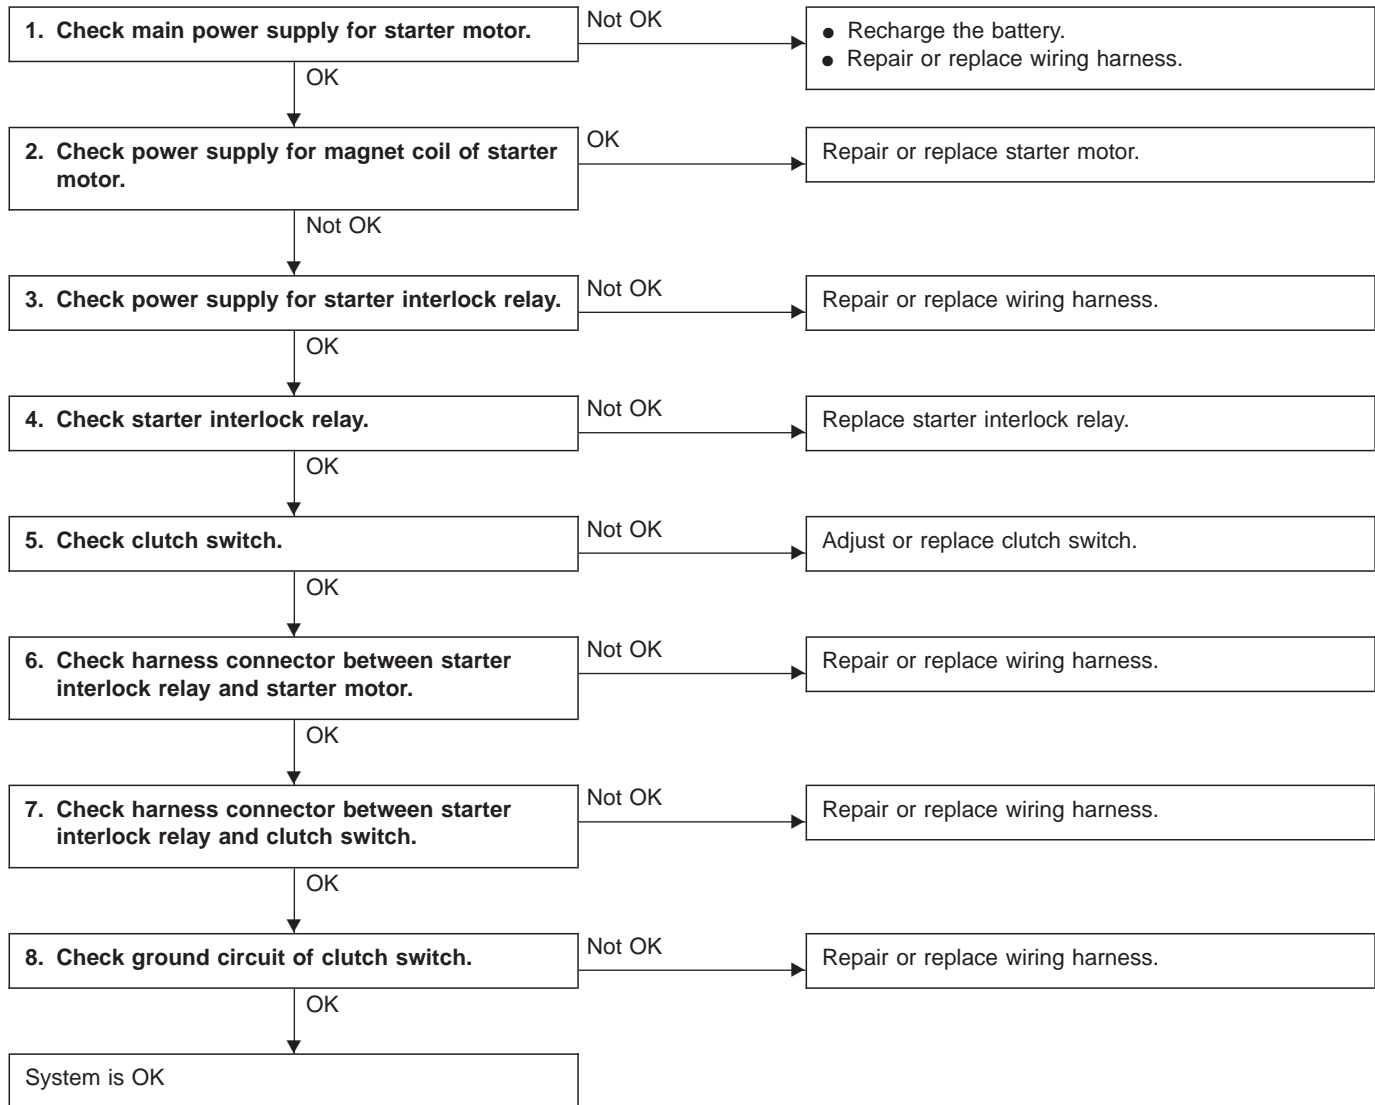 1. Check main power supply for starter motor.
Not OK
● Recharge the battery.
● Repair or replace wiring harness.
OK
2. Check power supply for magnet coil of starter
motor.
OK
Repair or replace starter motor.
Not OK
3. Check power supply for starter interlock relay.
Not OK
Repair or replace wiring harness.
OK
4. Check starter interlock relay.
Not OK
Replace starter interlock relay.
OK
5. Check clutch switch.
Not OK
Adjust or replace clutch switch.
OK
6. Check harness connector between starter
interlock relay and starter motor.
Not OK
Repair or replace wiring harness.
OK
7. Check harness connector between starter
interlock relay and clutch switch.
Not OK
Repair or replace wiring harness.
OK
8. Check ground circuit of clutch switch.
Not OK
Repair or replace wiring harness.
OK
System is OK